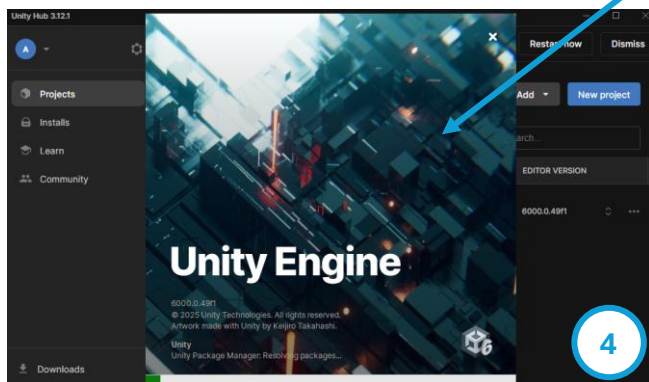 Unity Hub 3.12.1
A
Restart now
Dismiss
Projects
Add
New project
Installs
arch...
Learn
EDITOR VERSION
Community
6000.0.49f1
Unity Engine
6000.0.49f1
© 2025 Unity Technologies. All rights reserved.
Artwork made with Unity by Keijiro Takahashi.
Unity
Unity Package Manager: Resolving packages...
6
4
Downloads